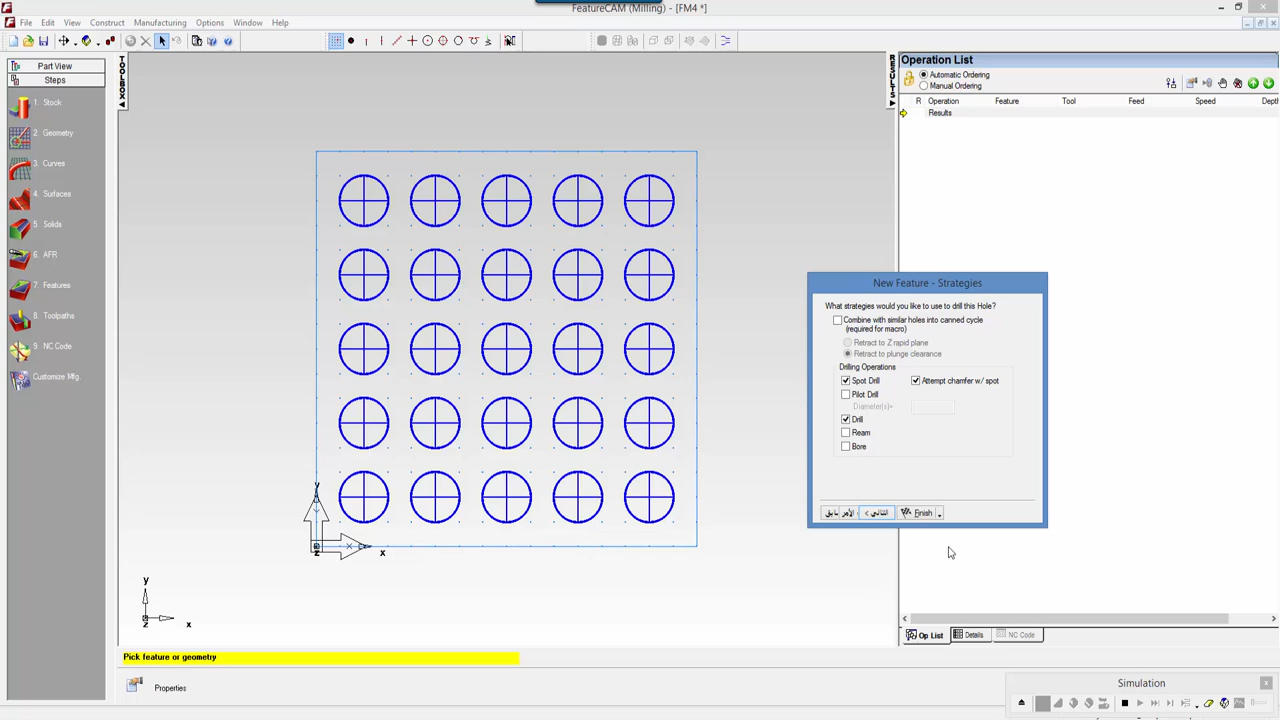 FeatureCAM (Milling) - [FM4 *]
File Edit View Construct Manufacturing Options Window Help
Part View
Steps
1. Stock
2. Geometry
3. Curves
4. Surfaces
5 Solids
6. AFR
7. Features
8. Toolpaths
9. NC Code
Customize Mfg.
TOOLBOX
RESULTS
Operation List
Automatic Ordering
Manual Ordering
R Operation Feature Tool Feed Speed Depth
Results
New Feature - Strategies
What strategies would you like to use to drill this Hole?
Combine with similar holes into canned cycle
(required for macro)
Retract to Z rapid plane
Retract to plunge clearance
Drilling Operations
Spot Drill Attempt chamfer w/ spot
Pilot Drill
Diameter(s)=
Drill
Ream
Bore
التالي > Finish
y
z x
y
z x
Op List Details NC Code
Pick feature or geometry
Properties
Simulation